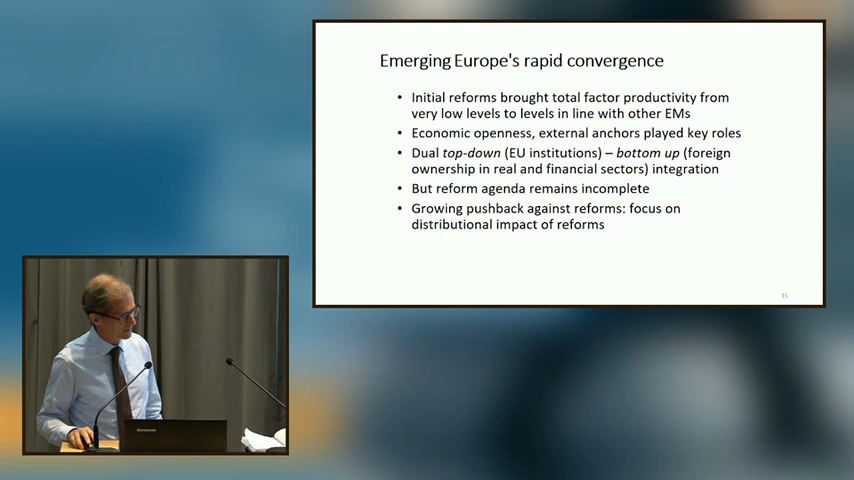 Emerging Europe's rapid convergence
• Initial reforms brought total factor productivity from
very low levels to levels in line with other EMs
• Economic openness, external anchors played key roles
• Dual top-down (EU institutions) – bottom up (foreign
ownership in real and financial sectors) integration
• But reform agenda remains incomplete
• Growing pushback against reforms: focus on
distributional impact of reforms
15
Lenovo